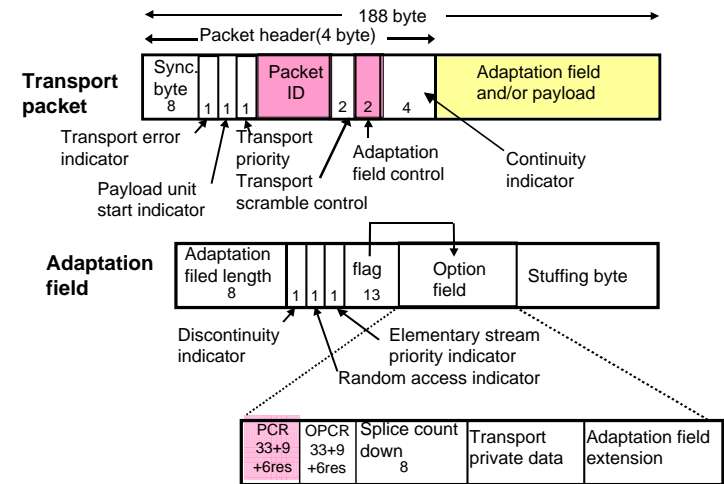 188 byte
Packet header(4 byte)
Transport
packet
Sync.
byte
8
1
1
1
Packet
ID
2
2
4
Adaptation field
and/or payload
Transport error
indicator
Payload unit
start indicator
Transport
priority
Transport
scramble control
Adaptation
field control
Continuity
indicator
Adaptation
field
Adaptation
filed length
8
1
1
1
flag
13
Option
field
Stuffing byte
Discontinuity
indicator
Elementary stream
priority indicator
Random access indicator
PCR
33+9
+6res
OPCR
33+9
+6res
Splice count
down
8
Transport
private data
Adaptation field
extension